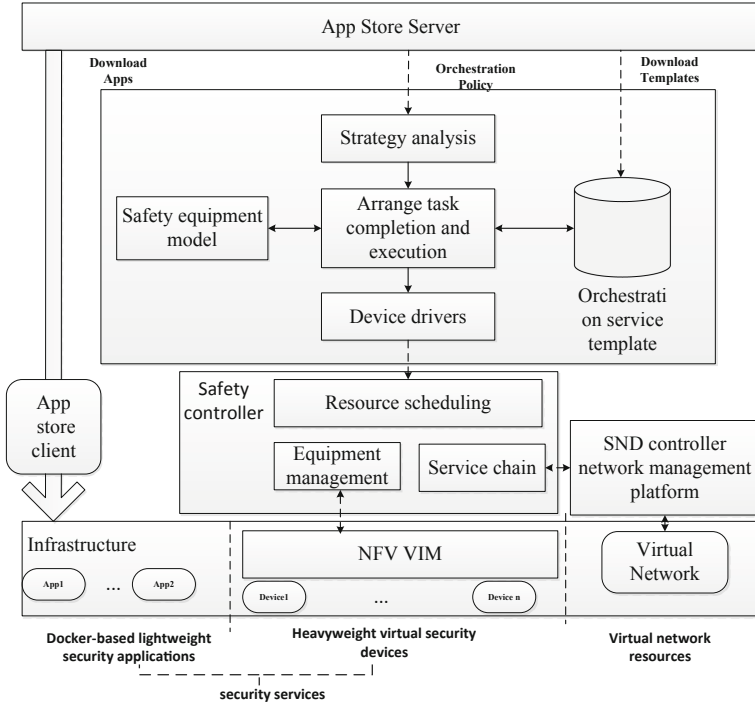 App Store Server
Download
Apps
Orchestration
Policy
Download
Templates
Strategy analysis
Safety equipment
model
Arrange task
completion and
execution
Orchestrati
on service
template
Device drivers
Safety
controller
Resource scheduling
App
store
client
Equipment
management
Service chain
SND controller
network management
platform
Infrastructure
App1
...
App2
NFV VIM
Device1
...
Device n
Virtual
Network
Docker-based lightweight
security applications
Heavyweight virtual security
devices
Virtual network
resources
security services